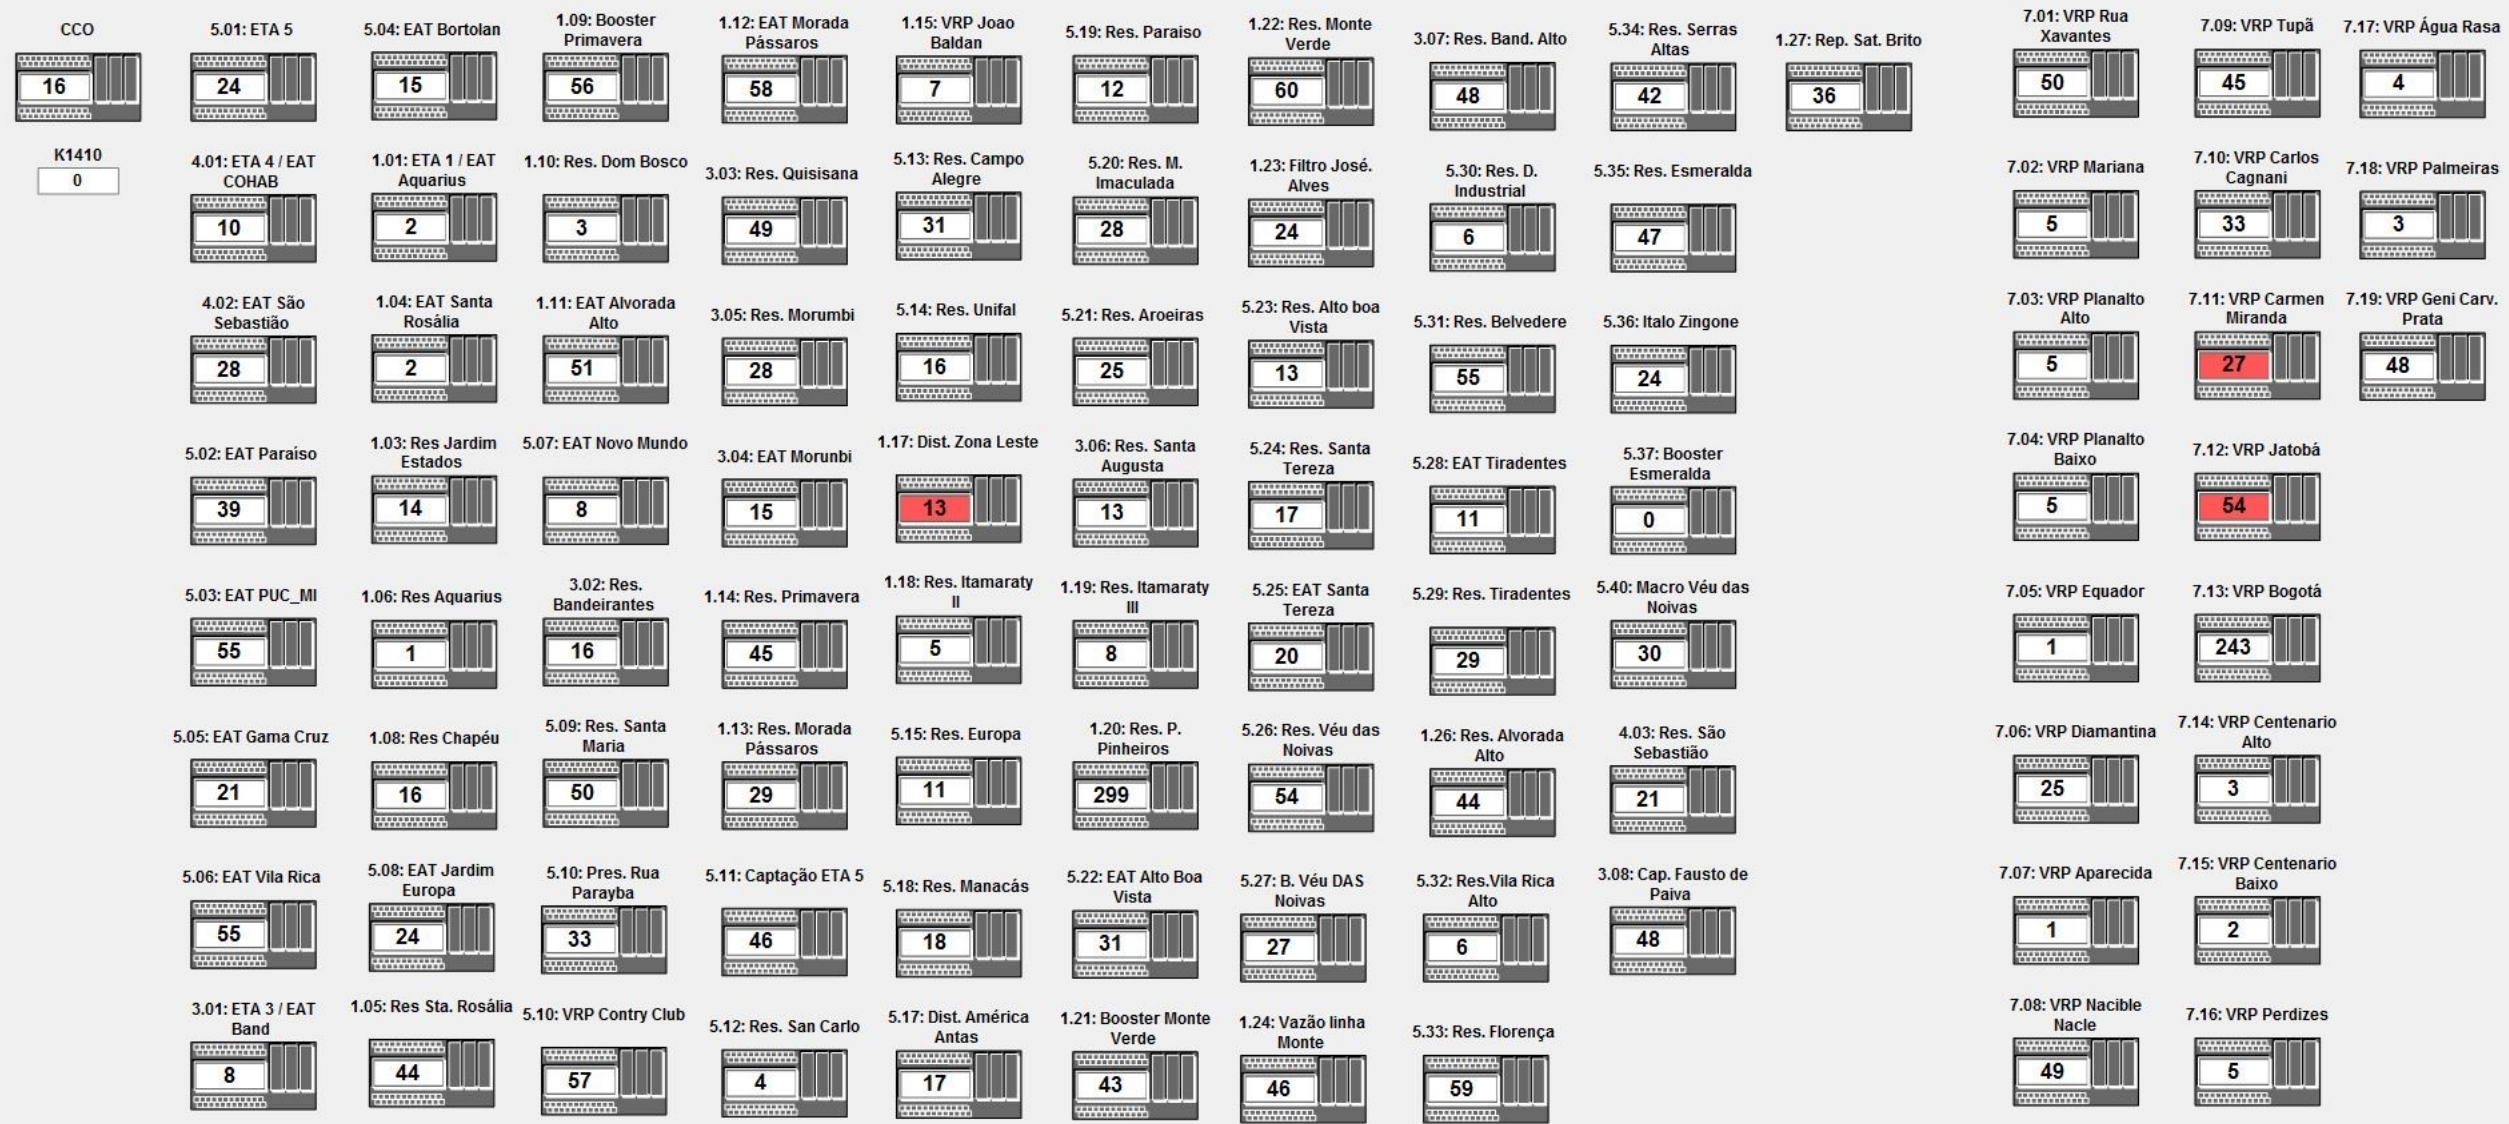 CCO
16
K1410
0
5.01: ETA 5
24
4.01: ETA 4 / EAT
COHAB
10
4.02: EAT São
Sebastião
28
5.02: EAT Paraíso
39
5.03: EAT PUC_MI
55
5.05: EAT Gama Cruz
21
5.06: EAT Vila Rica
55
3.01: ETA 3 / EAT
Band
8
5.04: EAT Bortolan
15
1.01: ETA 1 / EAT
Aquarius
2
1.04: EAT Santa
Rosália
2
1.03: Res Jardim
Estados
14
1.06: Res Aquarius
1
1.08: Res Chapéu
16
5.08: EAT Jardim
Europa
24
1.05: Res Sta. Rosália
44
1.09: Booster
Primavera
56
1.10: Res. Dom Bosco
3
1.11: EAT Alvorada
Alto
51
5.07: EAT Novo Mundo
8
3.02: Res.
Bandeirantes
16
5.09: Res. Santa
Maria
50
5.10: Pres. Rua
Parayba
33
5.10: VRP Contry Club
57
1.12: EAT Morada
Pássaros
58
3.03: Res. Quisisana
49
3.05: Res. Morumbi
28
3.04: EAT Morunbi
15
1.14: Res. Primavera
45
1.13: Res. Morada
Pássaros
29
5.11: Captação ETA 5
46
5.12: Res. San Carlo
4
1.15: VRP Joao
Baldan
7
5.13: Res. Campo
Alegre
31
5.14: Res. Unifal
16
1.17: Dist. Zona Leste
13
1.18: Res. Itamaraty
II
5
5.15: Res. Europa
11
5.18: Res. Manacás
18
5.17: Dist. América
Antas
17
5.19: Res. Paraiso
12
5.20: Res. M.
Imaculada
28
5.21: Res. Aroeiras
25
3.06: Res. Santa
Augusta
13
1.19: Res. Itamaraty
III
8
1.20: Res. P.
Pinheiros
299
5.22: EAT Alto Boa
Vista
31
1.21: Booster Monte
Verde
43
1.22: Res. Monte
Verde
60
1.23: Filtro José.
Alves
24
5.23: Res. Alto boa
Vista
13
5.24: Res. Santa
Tereza
17
5.25: EAT Santa
Tereza
20
5.26: Res. Véu das
Noivas
54
5.27: B. Véu DAS
Noivas
27
1.24: Vazão linha
Monte
46
3.07: Res. Band. Alto
48
5.30: Res. D.
Industrial
6
5.31: Res. Belvedere
55
5.28: EAT Tiradentes
11
5.29: Res. Tiradentes
29
1.26: Res. Alvorada
Alto
44
5.32: Res.Vila Rica
Alto
6
5.33: Res. Florença
59
5.34: Res. Serras
Altas
42
5.35: Res. Esmeralda
47
5.36: Italo Zingone
24
5.37: Booster
Esmeralda
0
5.40: Macro Véu das
Noivas
30
4.03: Res. São
Sebastião
21
3.08: Cap. Fausto de
Paiva
48
1.27: Rep. Sat. Brito
36
7.01: VRP Rua
Xavantes
50
7.02: VRP Mariana
5
7.03: VRP Planalto
Alto
5
7.04: VRP Planalto
Baixo
5
7.05: VRP Equador
1
7.06: VRP Diamantina
25
7.07: VRP Aparecida
1
7.08: VRP Nacible
Nacle
49
7.09: VRP Tupã
45
7.10: VRP Carlos
Cagnani
33
7.11: VRP Carmen
Miranda
27
7.12: VRP Jatobá
54
7.13: VRP Bogotá
243
7.14: VRP Centenario
Alto
3
7.15: VRP Centenario
Baixo
2
7.16: VRP Perdizes
5
7.17: VRP Água Rasa
4
7.18: VRP Palmeiras
3
7.19: VRP Geni Carv.
Prata
48